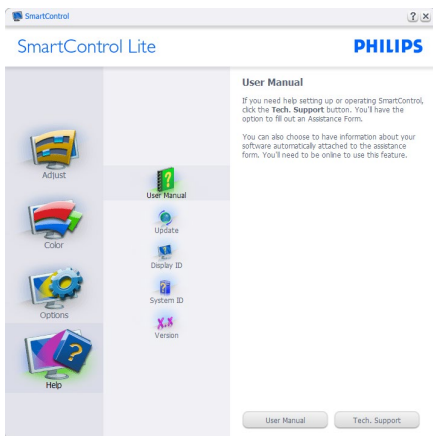 SmartControl
? X
SmartControl Lite
PHILIPS
Adjust
Color
Options
Help
User Manual
Update
Display ID
System ID
X.X
Version
User Manual
If you need help setting up or operating SmartControl,
click the Tech. Support button. You'll have the
option to fill out an Assistance Form.
You can also choose to have information about your
software automatically attached to the assistance
form. You'll need to be online to use this feature.
User Manual
Tech. Support